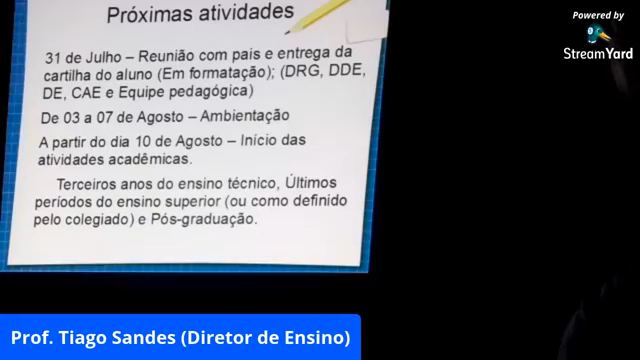 Próximas atividades
31 de Julho – Reunião com pais e entrega da
cartilha do aluno (Em formatação); (DRG, DDE,
DE, CAE e Equipe pedagógica)
De 03 a 07 de Agosto – Ambientação
A partir do dia 10 de Agosto – Início das
atividades acadêmicas.
Terceiros anos do ensino técnico, Últimos
períodos do ensino superior (ou como definido
pelo colegiado) e Pós-graduação.
Powered by
StreamYard
Prof. Tiago Sandes (Diretor de Ensino)